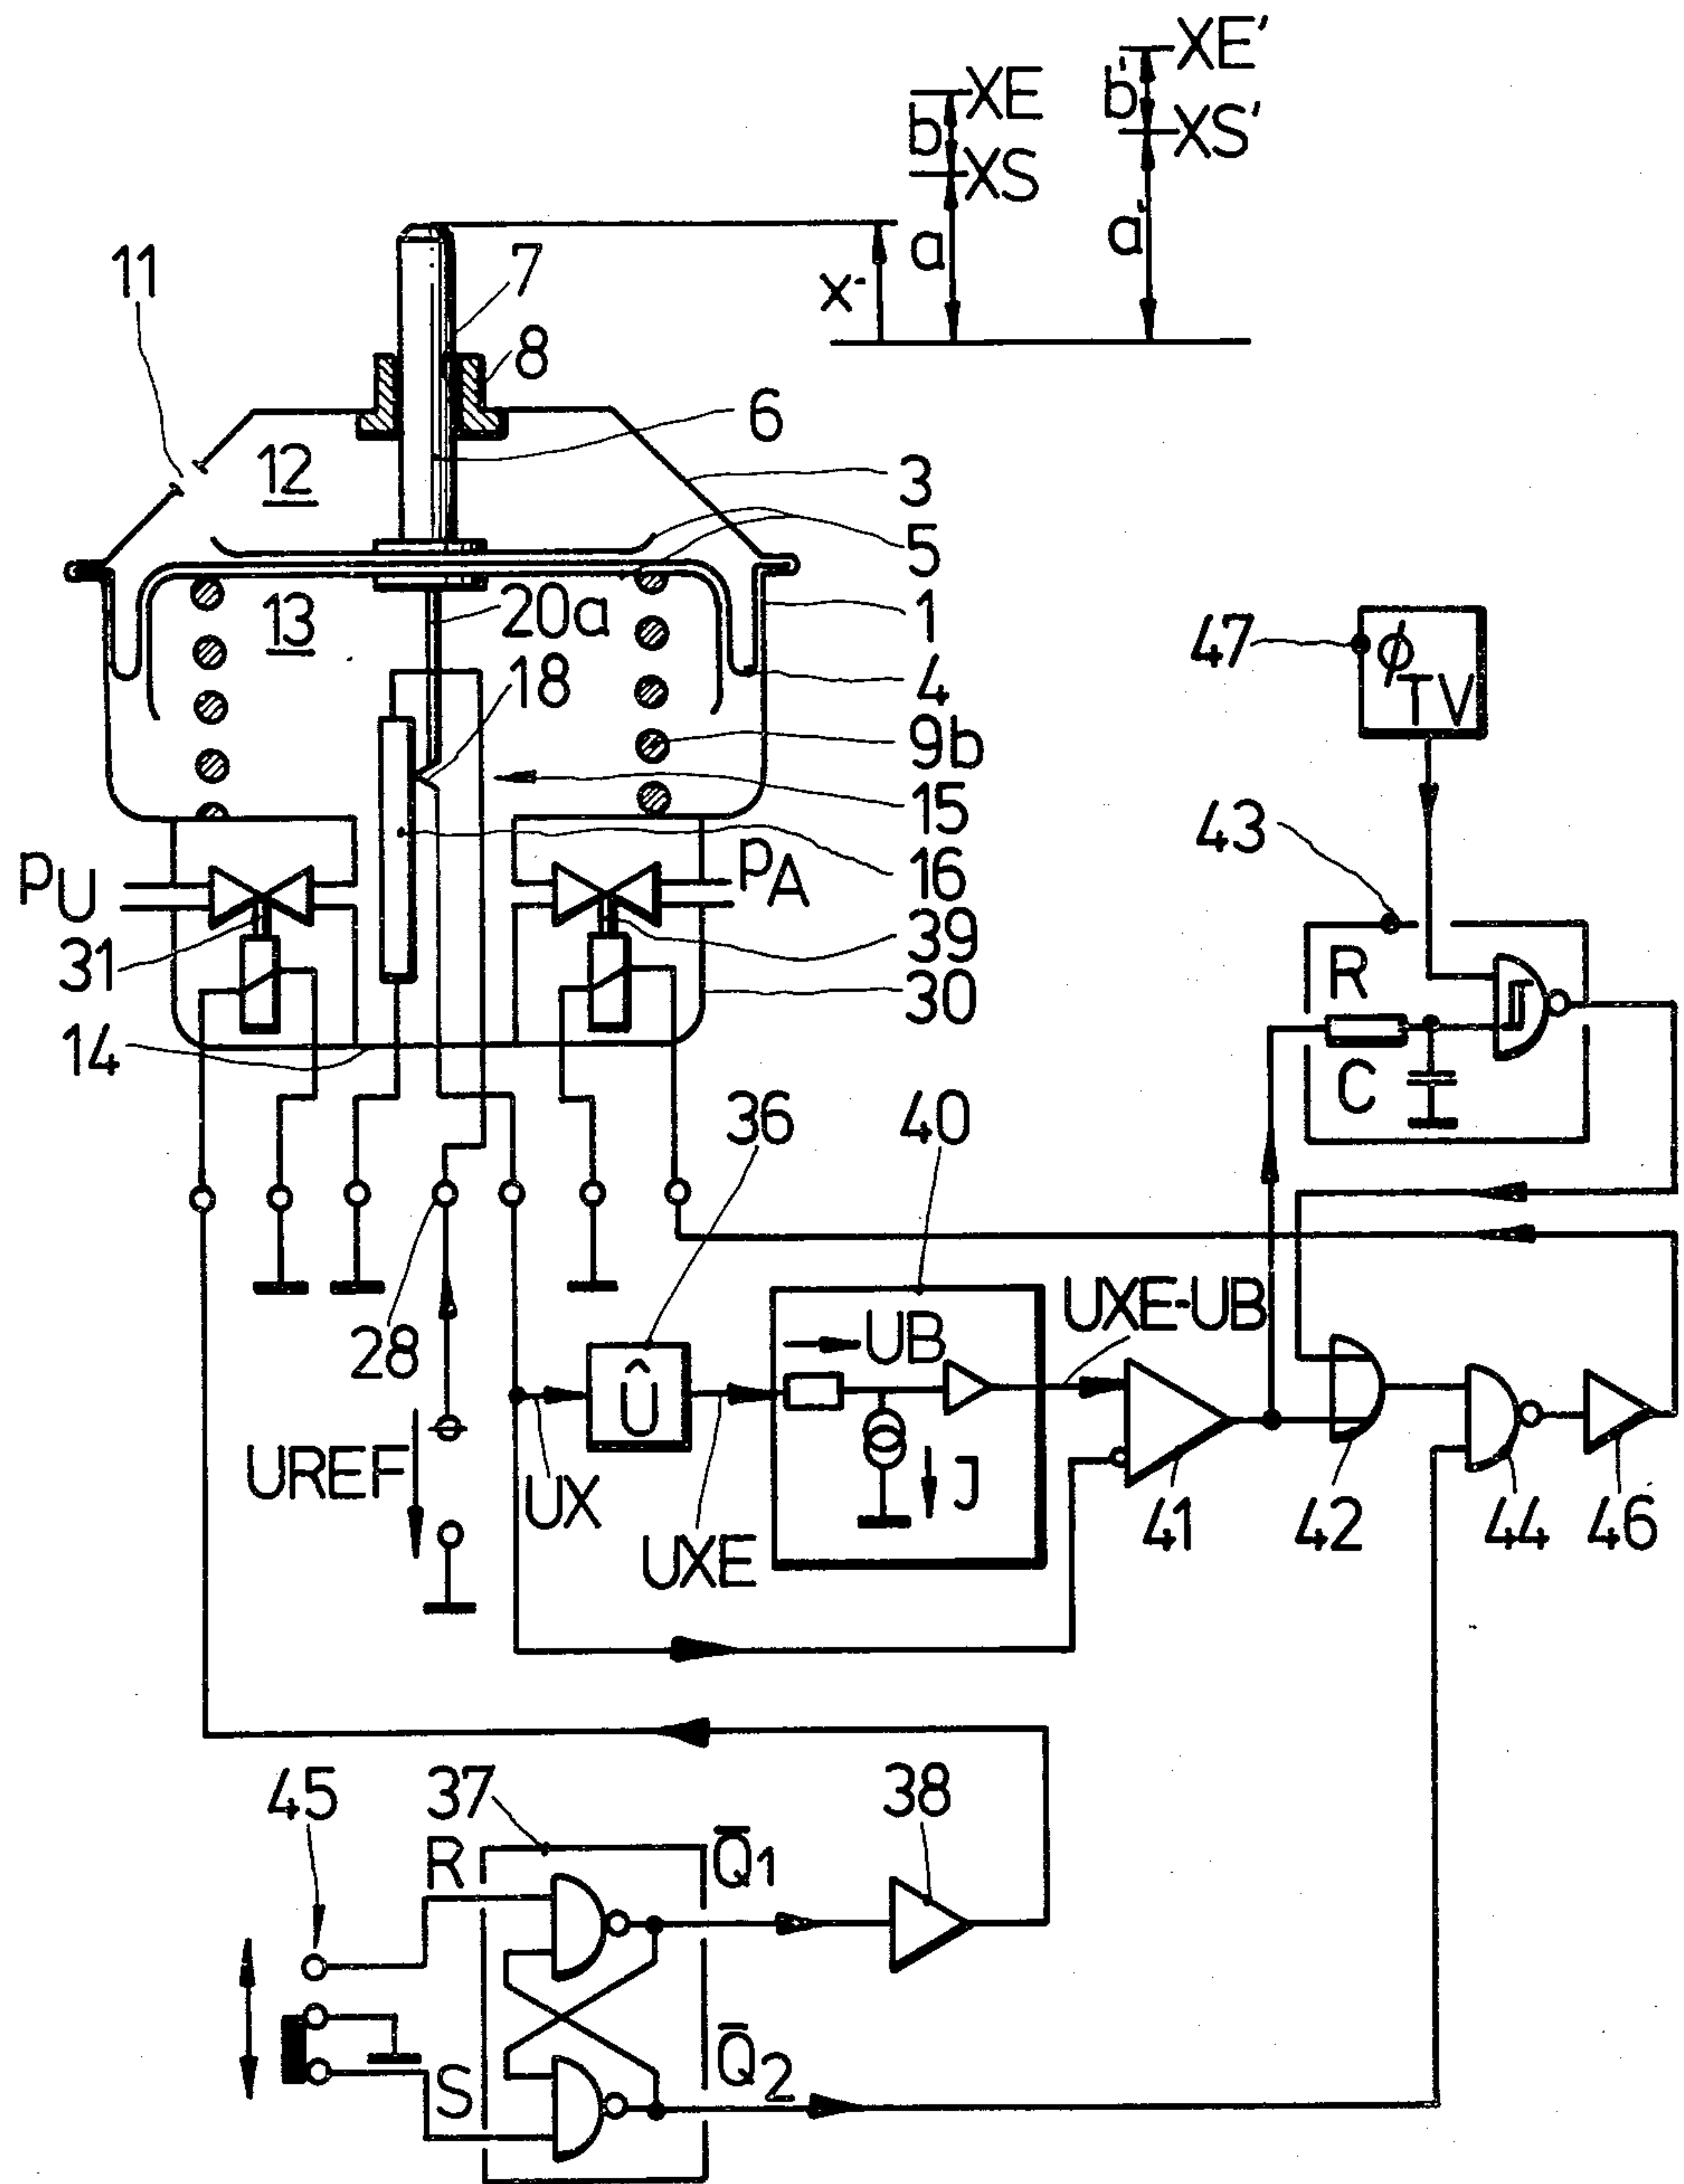 XE'
b'
XE
XS'
b
XS
a'
a
x
11
7
8
6
12
3
5
20a
1
13
47
ϕ
TV
18
4
9b
15
43
16
PU
PA
31
39
30
R
14
C
36
40
28
UB
UXE-UB
Û
UREF
UX
J
UXE
41
42
44
46
45
37
38
R
Q̅1
S
Q̅2